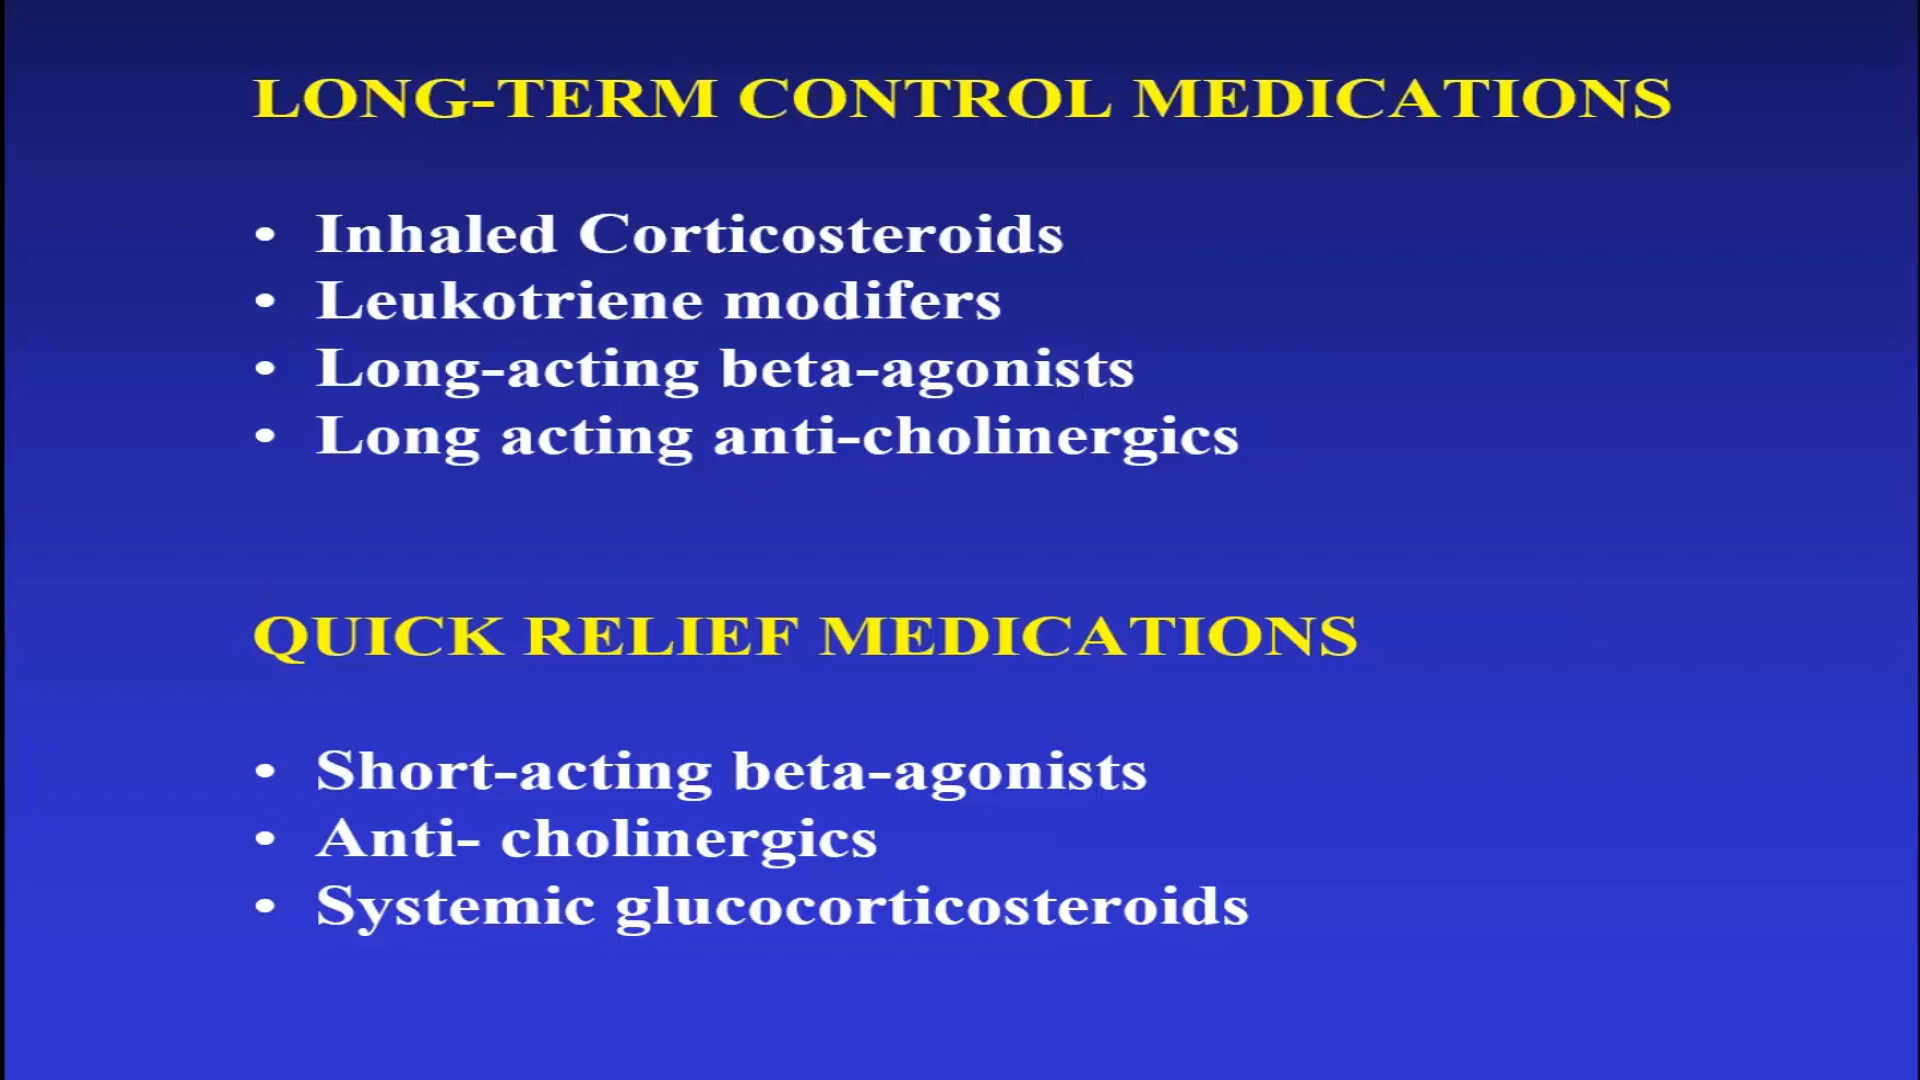 LONG-TERM CONTROL MEDICATIONS
• Inhaled Corticosteroids
• Leukotriene modifers
• Long-acting beta-agonists
• Long acting anti-cholinergics
QUICK RELIEF MEDICATIONS
• Short-acting beta-agonists
• Anti- cholinergics
• Systemic glucocorticosteroids